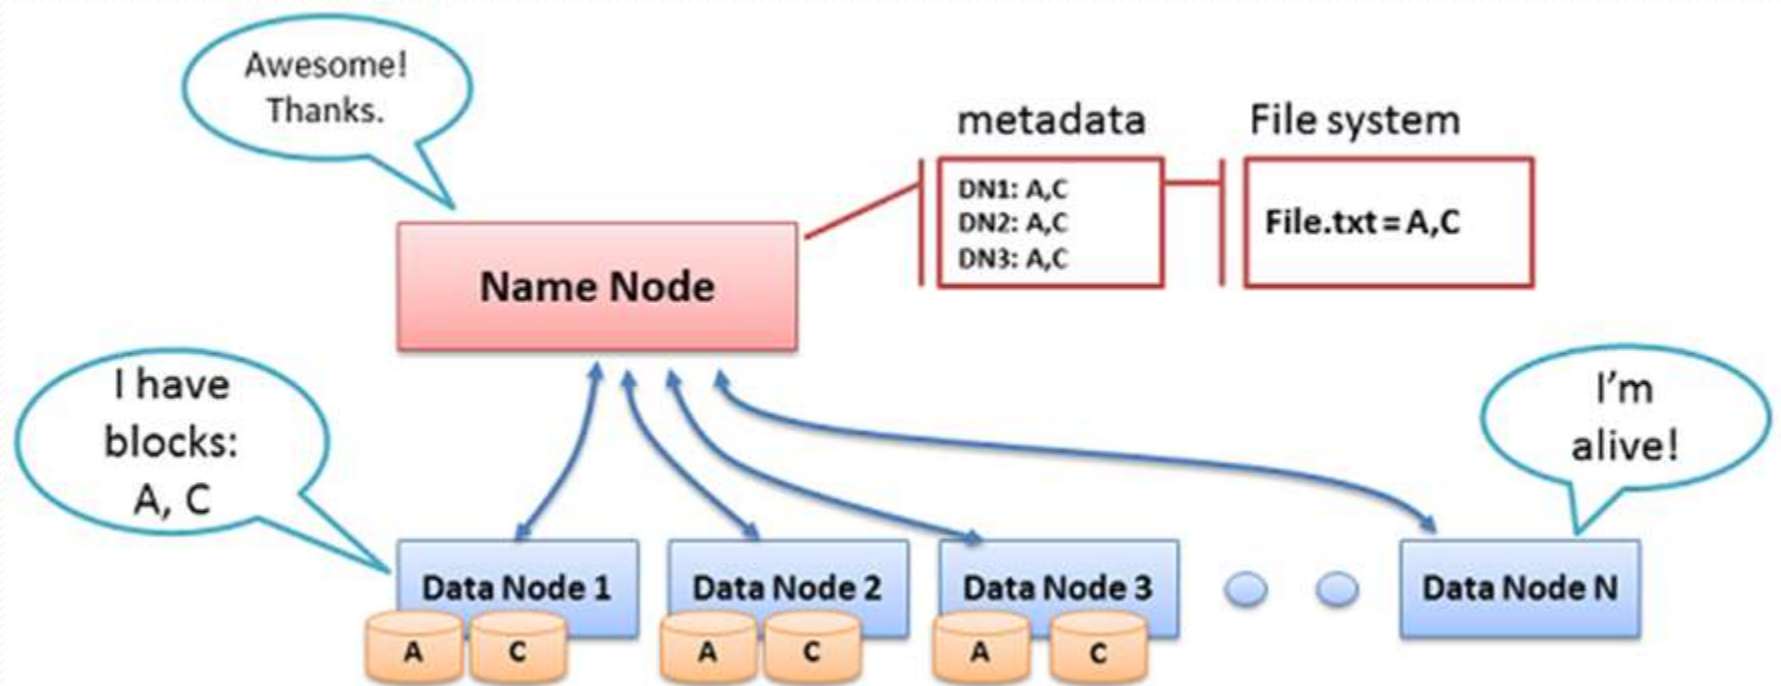 Awesome!
Thanks.
metadata
File system
DN1: A,C
DN2: A,C
DN3: A,C
File.txt = A,C
Name Node
I have
blocks:
A, C
I'm
alive!
Data Node 1
Data Node 2
Data Node 3
Data Node N
A
C
A
C
A
C